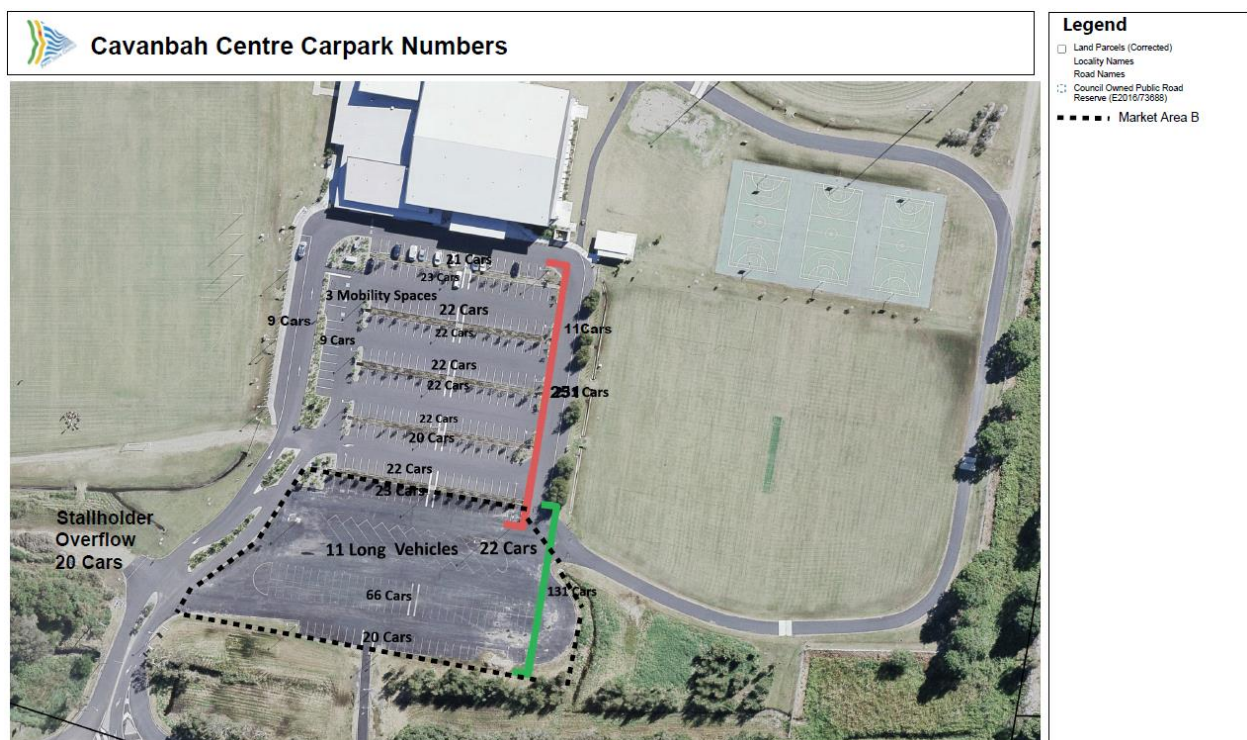 Cavanbah Centre Carpark Numbers
Legend
Land Parcels (Corrected)
Locality Names
Road Names
Council Owned Public Road
Reserve (E2016/73688)
Market Area B
21 Cars
23 Cars
3 Mobility Spaces
22 Cars
9 Cars
11Cars
22 Cars
9 Cars
22 Cars
22 Cars
Cars
22 Cars
20 Cars
22 Cars
23 Cars
Stallholder
Overflow
20 Cars
11 Long Vehicles
22 Cars
66 Cars
131 Cars
20 Cars